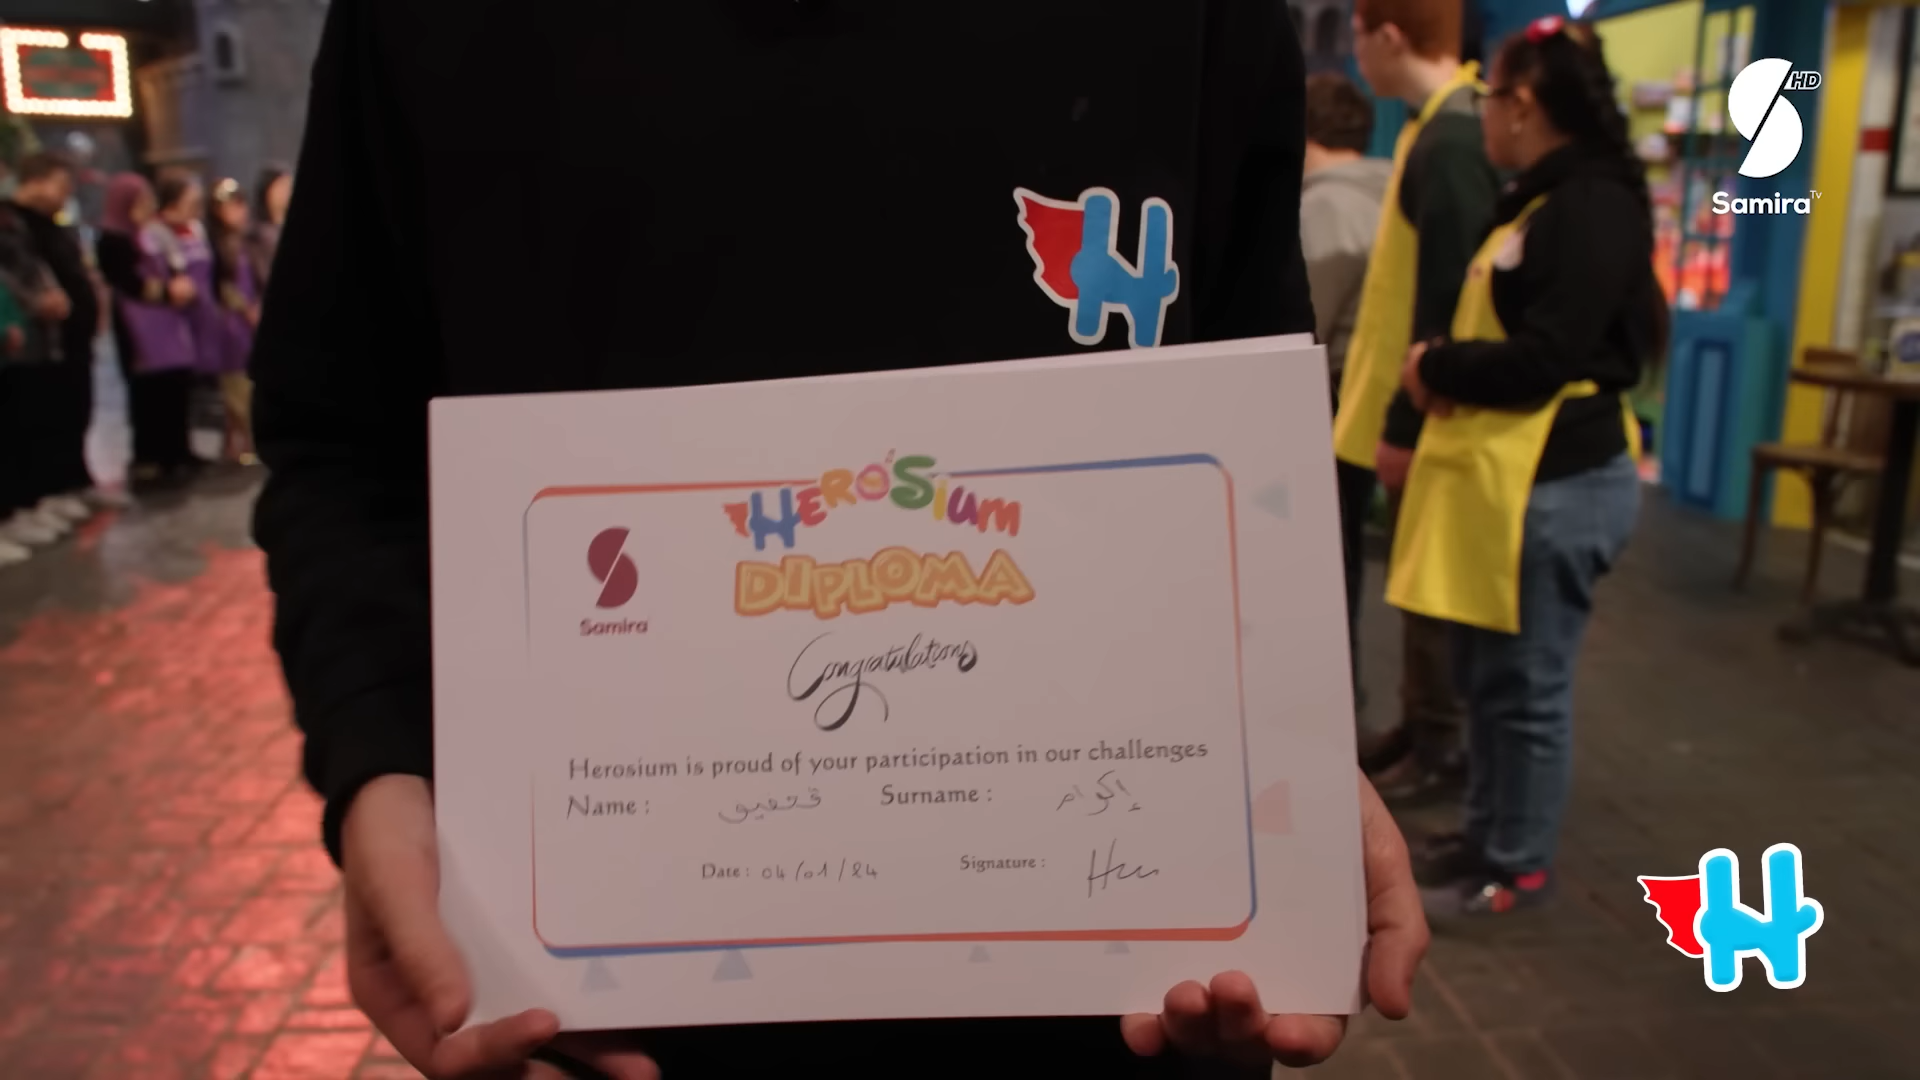 HD
Samira TV
H
HEROSIUM
DIPLOMA
Samira
Congratulations
Herosium is proud of your participation in our challenges
Name : Surname : إكرام
Date : 04/01/24 Signature :
H